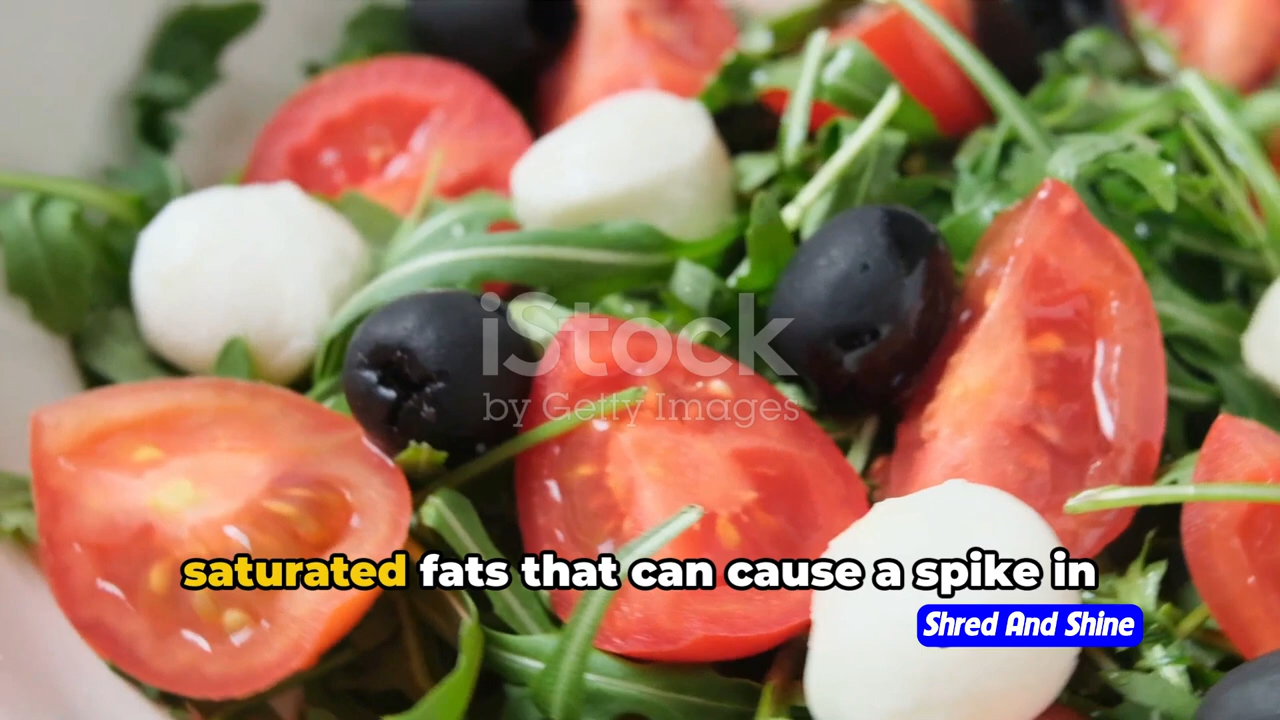 iStock
by Getty Images
saturated fats that can cause a spike in
Shred And Shine